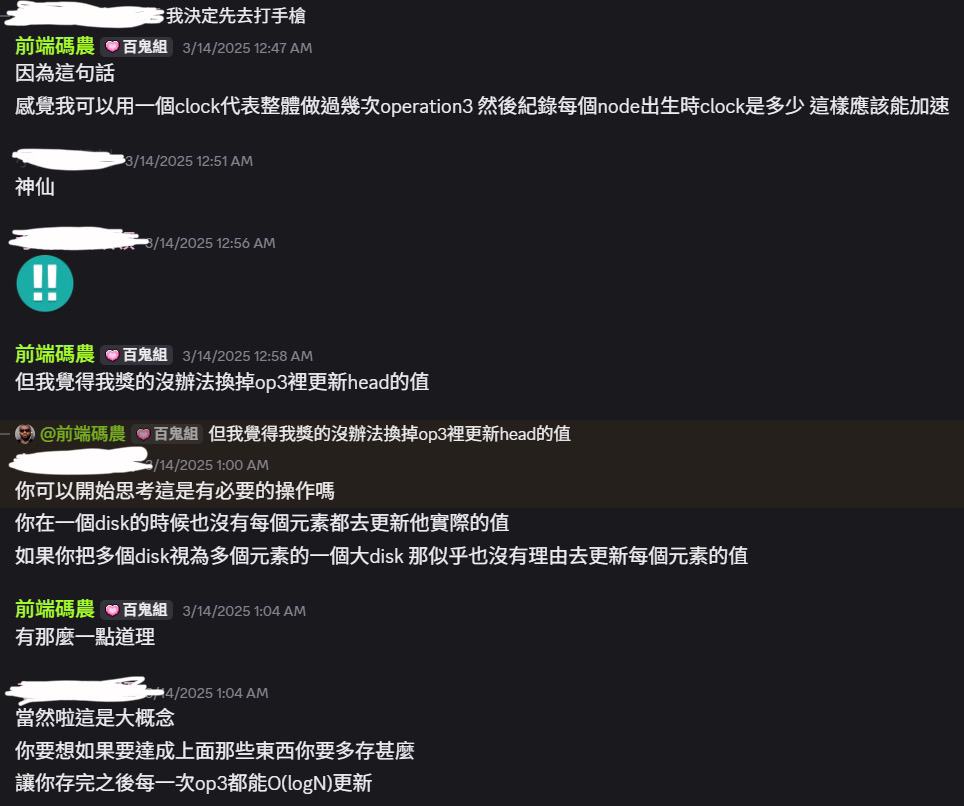 我決定先去打手槍
前端碼農 百鬼組 3/14/2025 12:47 AM
因為這句話
感覺我可以用一個clock代表整體做過幾次operation3 然後紀錄每個node出生時clock是多少 這樣應該能加速
3/14/2025 12:51 AM
神仙
3/14/2025 12:56 AM
!!
前端碼農 百鬼組 3/14/2025 12:58 AM
但我覺得我獎的沒辦法換掉op3裡更新head的值
@前端碼農 百鬼組 但我覺得我獎的沒辦法換掉op3裡更新head的值
3/14/2025 1:00 AM
你可以開始思考這是有必要的操作嗎
你在一個disk的時候也沒有每個元素都去更新他實際的值
如果你把多個disk視為多個元素的一個大disk 那似乎也沒有理由去更新每個元素的值
前端碼農 百鬼組 3/14/2025 1:04 AM
有那麼一點道理
3/14/2025 1:04 AM
當然啦這是大概念
你要想如果要達成上面那些東西你要多存甚麼
讓你存完之後每一次op3都能O(logN)更新